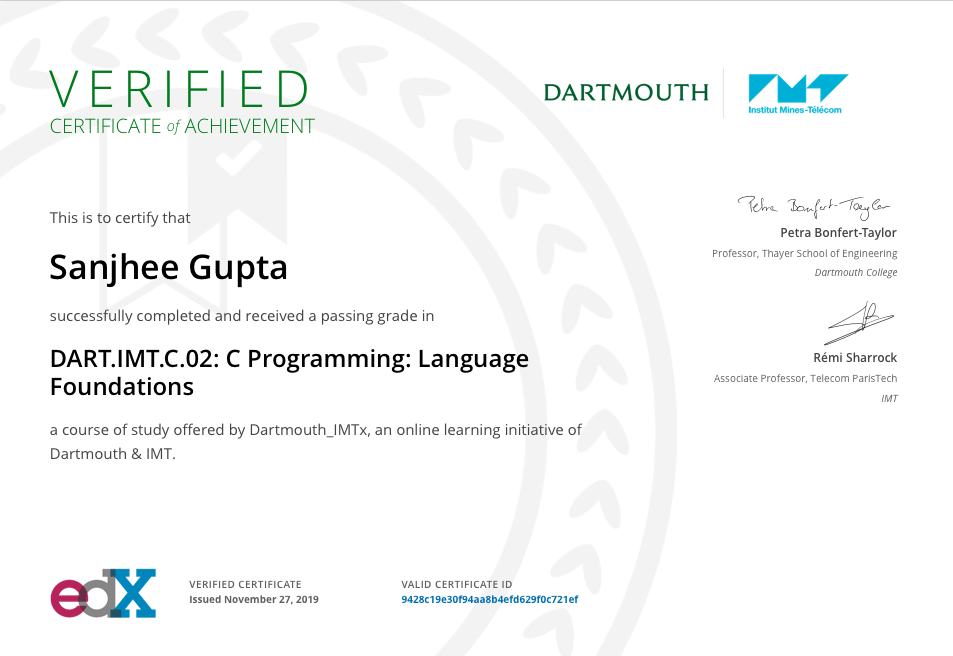 VERIFIED
CERTIFICATE of ACHIEVEMENT
DARTMOUTH
IMT
Institut Mines-Télécom
This is to certify that
Sanjhee Gupta
successfully completed and received a passing grade in
DART.IMT.C.02: C Programming: Language
Foundations
a course of study offered by Dartmouth_IMTx, an online learning initiative of
Dartmouth & IMT.
Petra Bonfert-Taylor
Petra Bonfert-Taylor
Professor, Thayer School of Engineering
Dartmouth College
Rémi Sharrock
Associate Professor, Telecom ParisTech
IMT
edX
VERIFIED CERTIFICATE
Issued November 27, 2019
VALID CERTIFICATE ID
9428c19e30f94aa8b4efd629f0c721ef